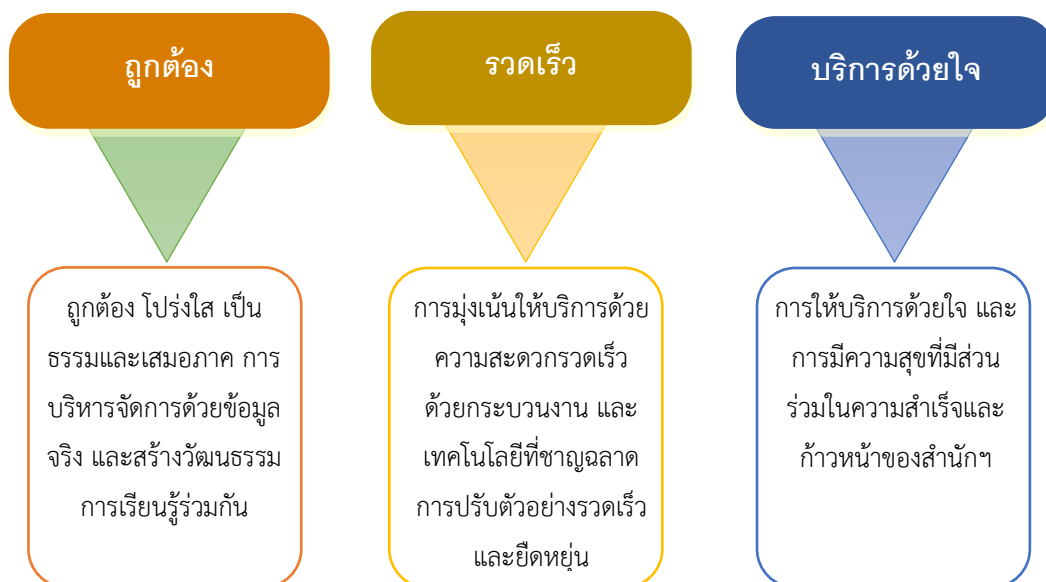 ถูกต้อง
รวดเร็ว
บริการด้วยใจ
ถูกต้อง โปร่งใส เป็น
ธรรมและเสมอภาค การ
บริหารจัดการด้วยข้อมูล
จริง และสร้างวัฒนธรรม
การเรียนรู้ร่วมกัน
การมุ่งเน้นให้บริการด้วย
ความสะดวกรวดเร็ว
ด้วยกระบวนงาน และ
เทคโนโลยีที่ชาญฉลาด
การปรับตัวอย่างรวดเร็ว
และยืดหยุ่น
การให้บริการด้วยใจ และ
การมีความสุขที่มีส่วน
ร่วมในความสำเร็จและ
ก้าวหน้าของสำนักฯ